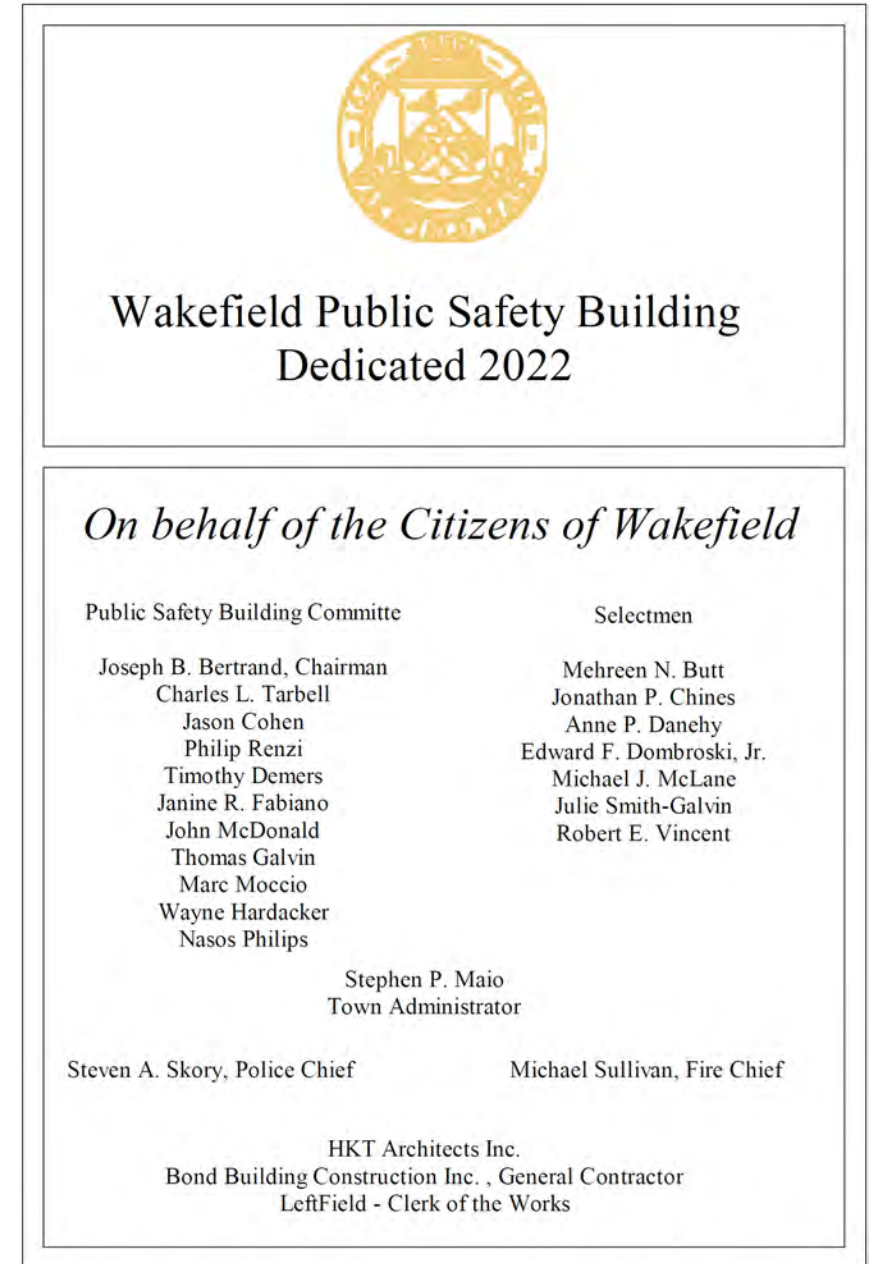 WAKEFIELD, MASS.
Wakefield Public Safety Building
Dedicated 2022
On behalf of the Citizens of Wakefield
Public Safety Building Committe
Joseph B. Bertrand, Chairman
Charles L. Tarbell
Jason Cohen
Philip Renzi
Timothy Demers
Janine R. Fabiano
John McDonald
Thomas Galvin
Marc Moccio
Wayne Hardacker
Nasos Philips
Selectmen
Mehreen N. Butt
Jonathan P. Chines
Anne P. Danehy
Edward F. Dombroski, Jr.
Michael J. McLane
Julie Smith-Galvin
Robert E. Vincent
Stephen P. Maio
Town Administrator
Steven A. Skory, Police Chief
Michael Sullivan, Fire Chief
HKT Architects Inc.
Bond Building Construction Inc. , General Contractor
LeftField - Clerk of the Works